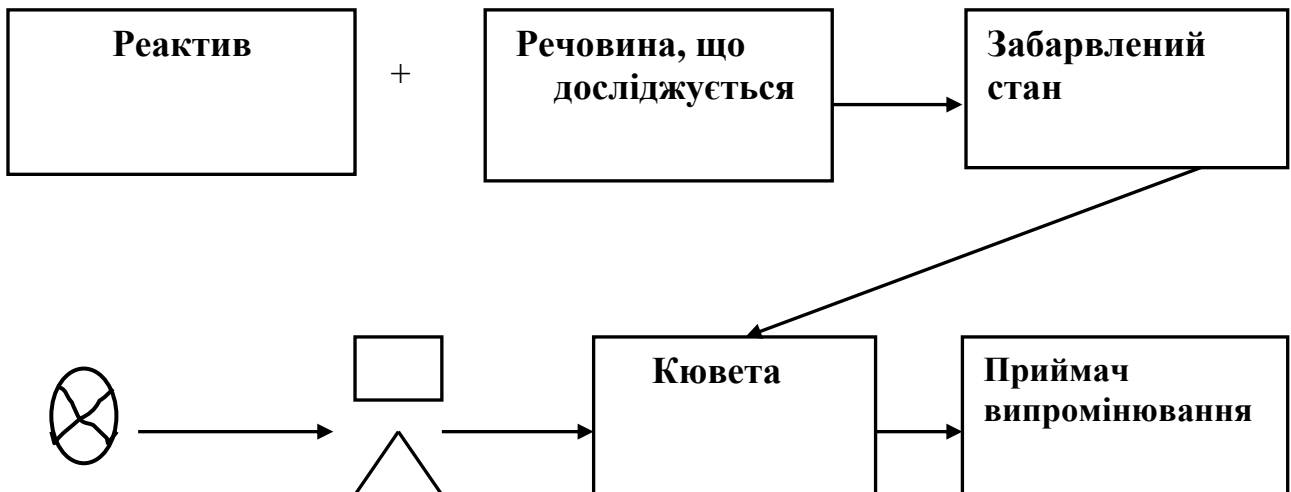 Реактив
+
Речовина, що
досліджується
Забарвлений
стан
Кювета
Приймач
випромінювання